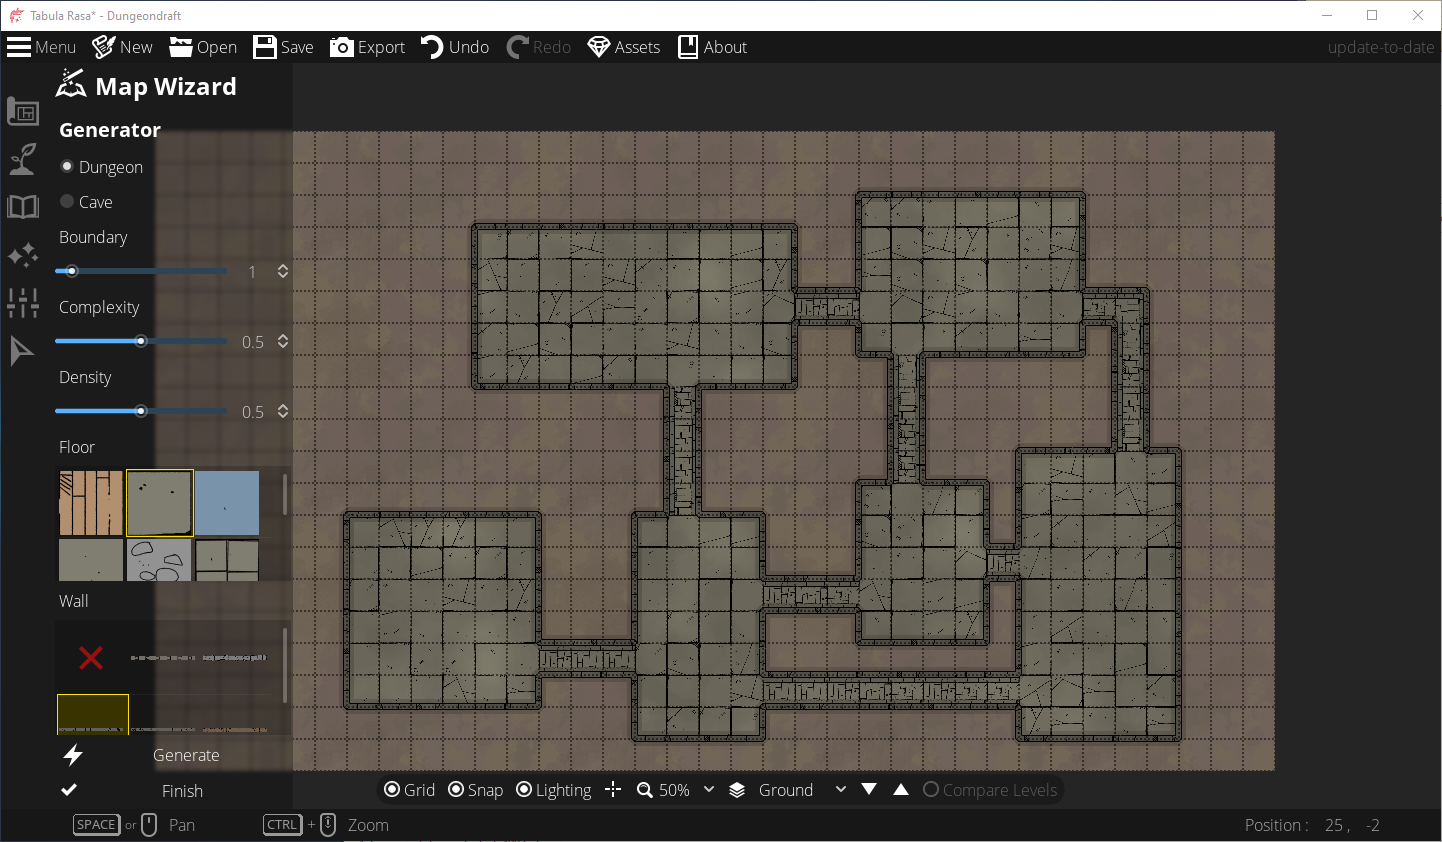 Tabula Rasa* - Dungeondraft
Menu New Open Save Export Undo Redo Assets About update-to-date
Map Wizard
Generator
Dungeon
Cave
Boundary
1
Complexity
0.5
Density
0.5
Floor
Wall
Generate
Finish
Grid Snap Lighting 50% Ground Compare Levels
SPACE or Pan CTRL + Zoom Position : 25 , -2